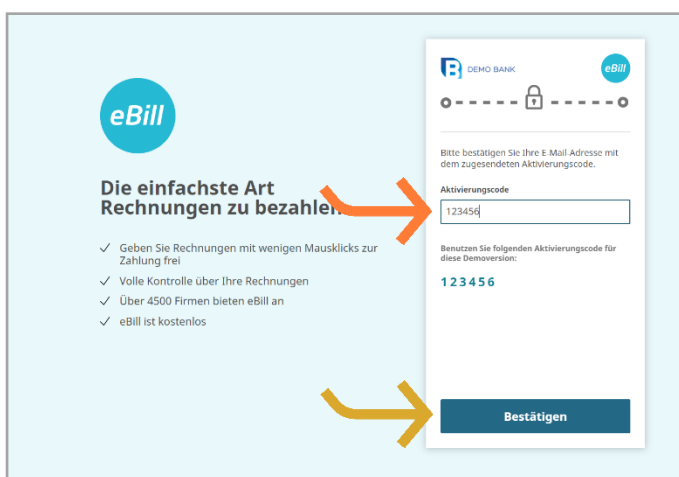 eBill
Die einfachste Art
Rechnungen zu bezahlen
Geben Sie Rechnungen mit wenigen Mausklicks zur
Zahlung frei
Volle Kontrolle über Ihre Rechnungen
Über 4500 Firmen bieten eBill an
eBill ist kostenlos
B DEMO BANK
eBill
Bitte bestätigen Sie Ihre E-Mail-Adresse mit
dem zugesendeten Aktivierungscode.
Aktivierungscode
123456
Benutzen Sie folgenden Aktivierungscode für
diese Demoversion:
123456
Bestätigen